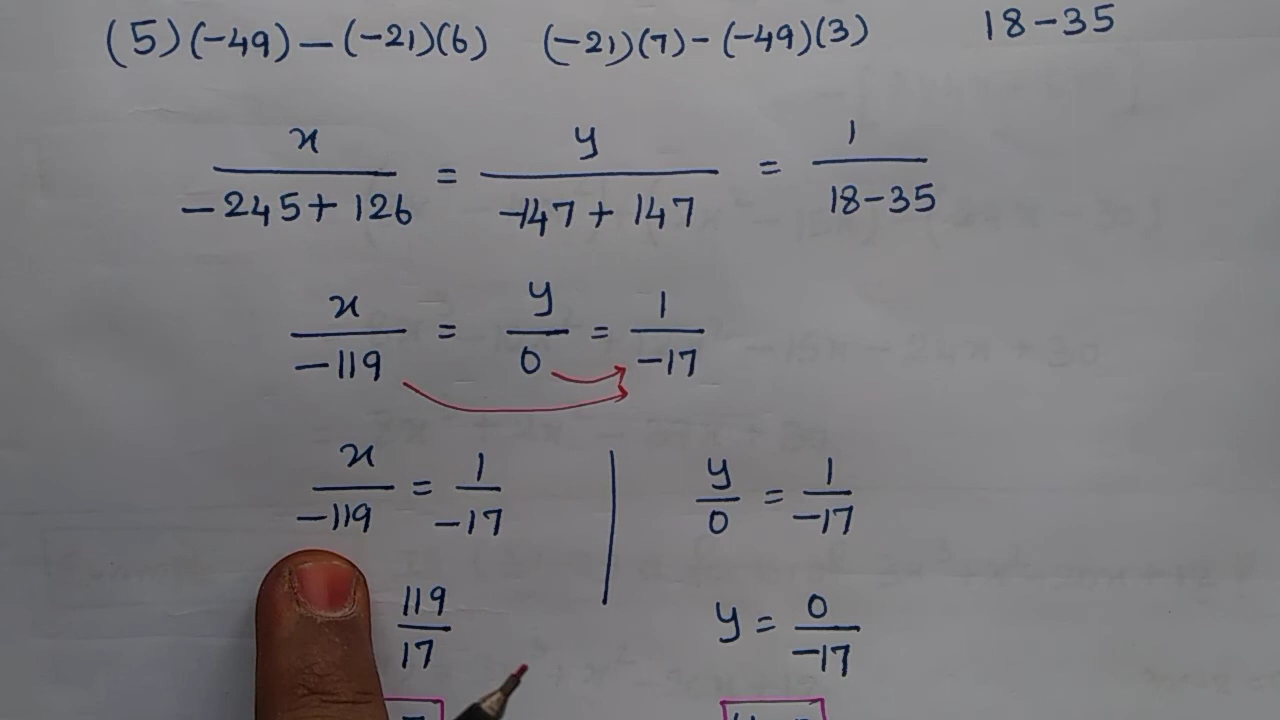 (5)(-49) - (-21)(6) (-21)(7) - (-49)(3) 18-35
x/(-245+126) = y/(-147+147) = 1/(18-35)
x/-119 = y/0 = 1/-17
x/-119 = 1/-17 | y/0 = 1/-17
119/17 y = 0/-17